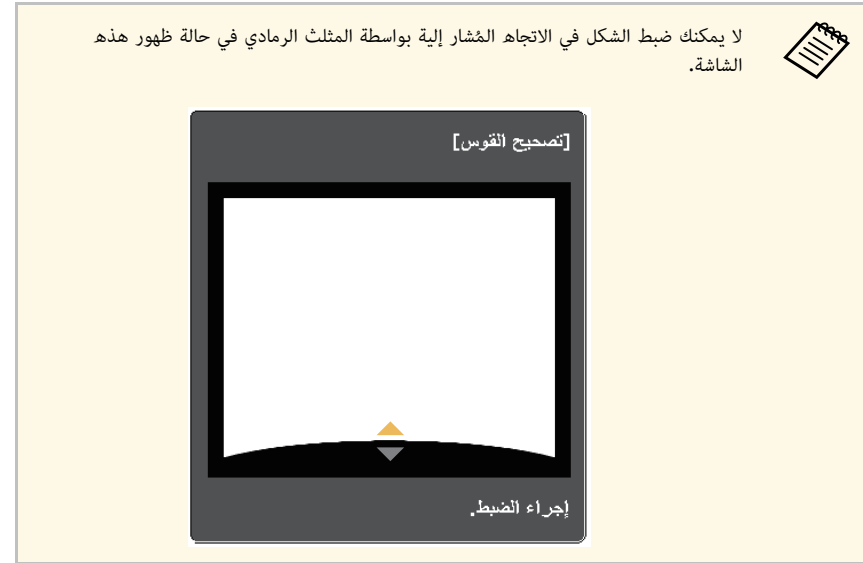 لا يمكنك ضبط الشكل في الاتجاه المُشار إلية بواسطة المثلث الرمادي في حالة ظهور هذه
الشاشة.
[تصحيح القوس]
إجراء الضبط.